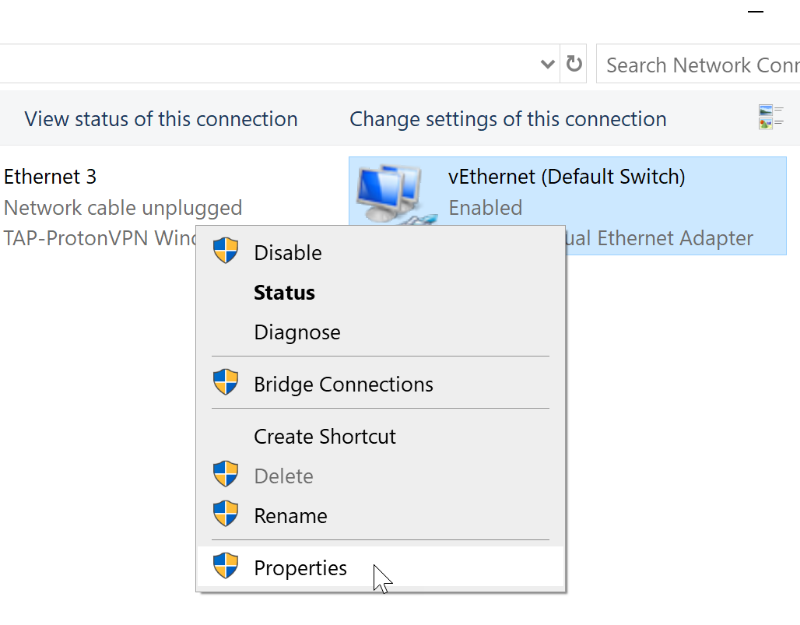 Search Network Conn
View status of this connection
Change settings of this connection
Ethernet 3
Network cable unplugged
TAP-ProtonVPN Wind
vEthernet (Default Switch)
Enabled
ual Ethernet Adapter
Disable
Status
Diagnose
Bridge Connections
Create Shortcut
Delete
Rename
Properties